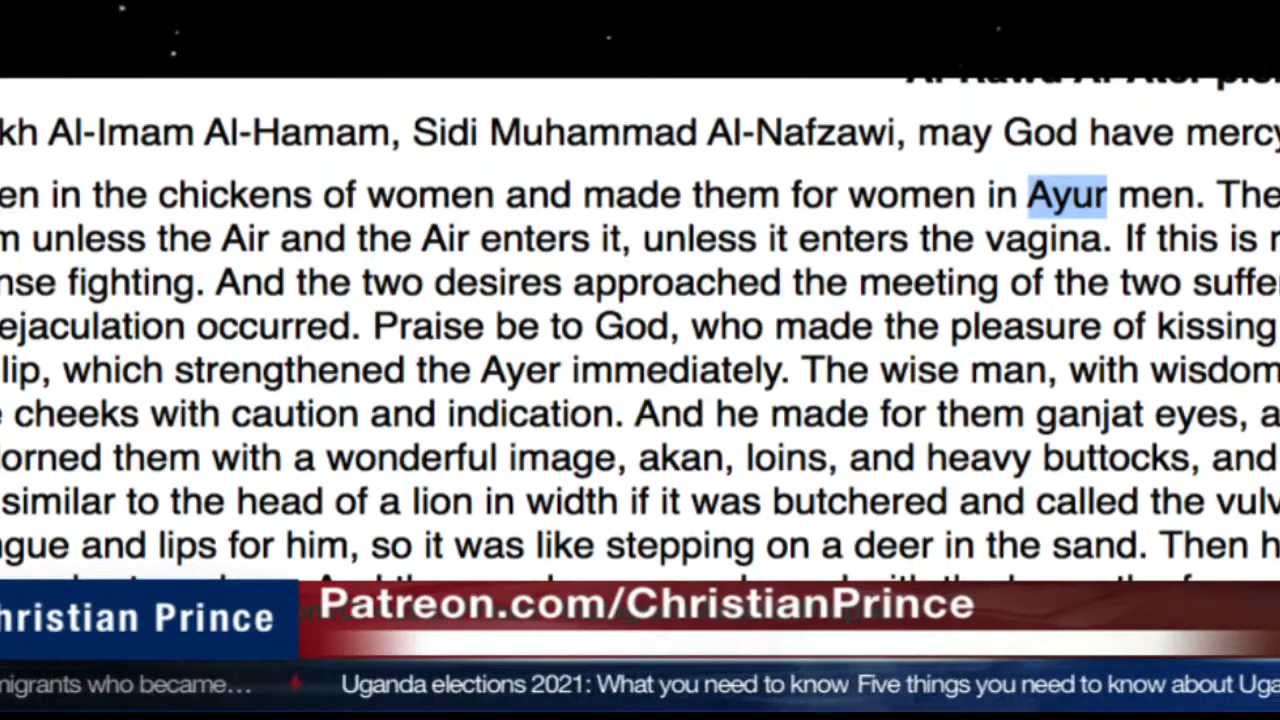 kh Al-Imam Al-Hamam, Sidi Muhammad Al-Nafzawi, may God have mercy
en in the chickens of women and made them for women in Ayur men. The
m unless the Air and the Air enters it, unless it enters the vagina. If this is
nse fighting. And the two desires approached the meeting of the two suffe
ejaculation occurred. Praise be to God, who made the pleasure of kissing
lip, which strengthened the Ayer immediately. The wise man, with wisdom
cheeks with caution and indication. And he made for them ganjat eyes, a
orned them with a wonderful image, akan, loins, and heavy buttocks, and
similar to the head of a lion in width if it was butchered and called the vulv
gue and lips for him, so it was like stepping on a deer in the sand. Then h
hristian Prince
Patreon.com/ChristianPrince
migrants who became… Uganda elections 2021: What you need to know Five things you need to know about Uga